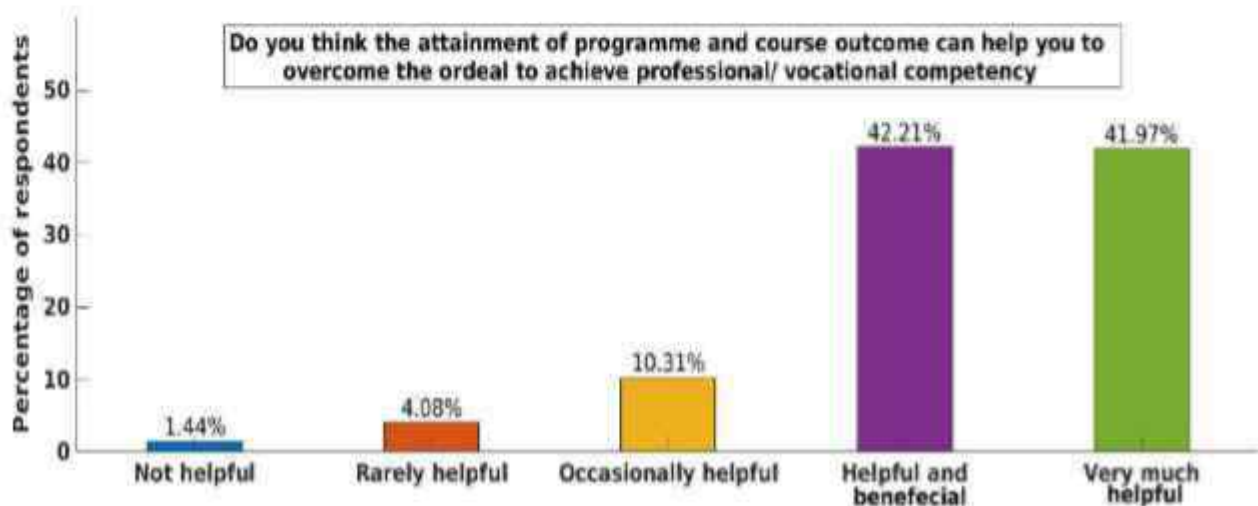 Do you think the attainment of programme and course outcome can help you to
overcome the ordeal to achieve professional/ vocational competency
Percentage of respondents
50
40
30
20
10
0
1.44%
4.08%
10.31%
42.21%
41.97%
Not helpful
Rarely helpful
Occasionally helpful
Helpful and
benefecial
Very much
helpful